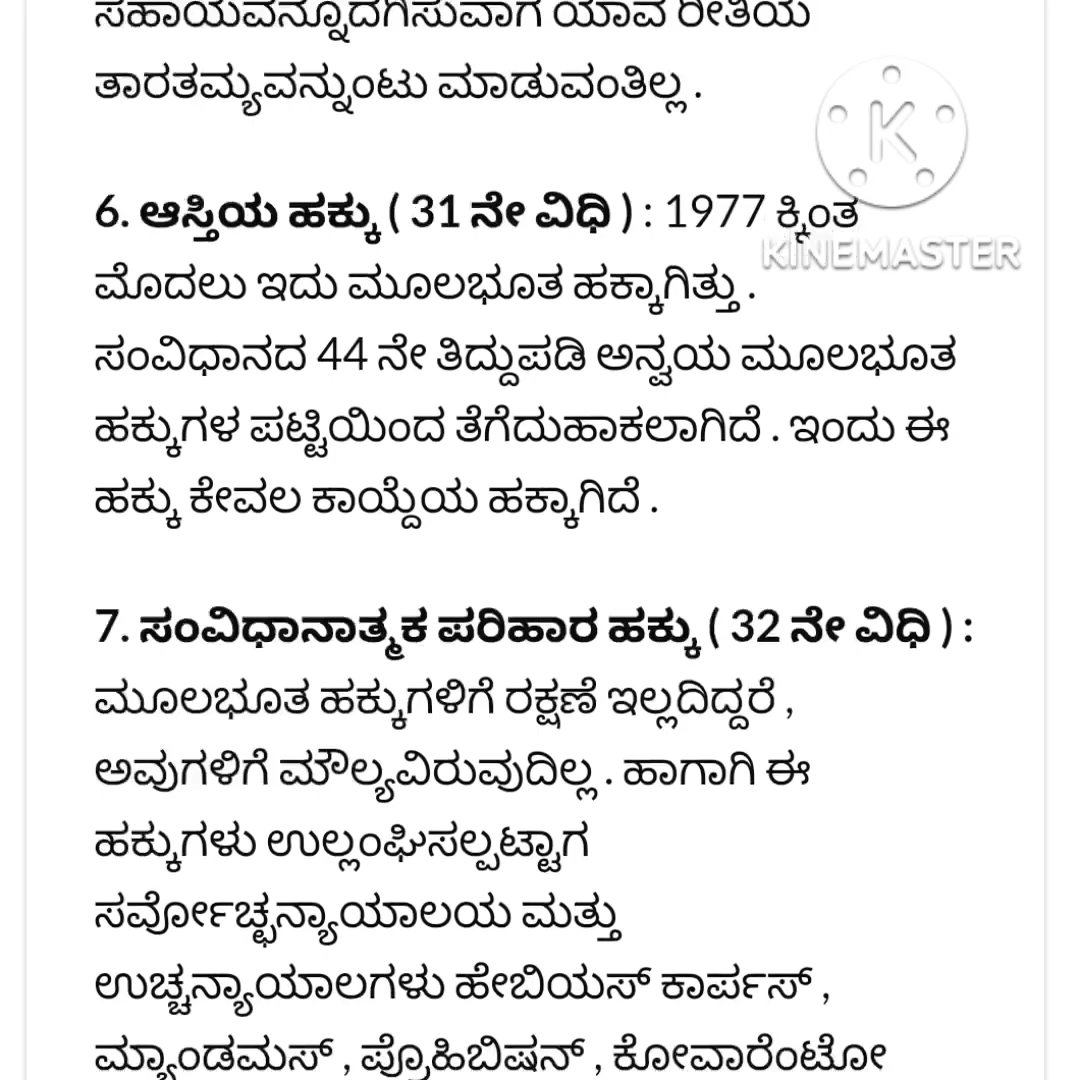 ಸಹಾಯವನ್ನೊದಗಿಸುವಾಗ ಯಾವ ರೀತಿಯ
ತಾರತಮ್ಯವನ್ನುಂಟು ಮಾಡುವಂತಿಲ್ಲ .
K
6. ಆಸ್ತಿಯ ಹಕ್ಕು ( 31 ನೇ ವಿಧಿ ) : 1977 ಕ್ಕಿಂತ
KINEMASTER
ಮೊದಲು ಇದು ಮೂಲಭೂತ ಹಕ್ಕಾಗಿತ್ತು .
ಸಂವಿಧಾನದ 44 ನೇ ತಿದ್ದುಪಡಿ ಅನ್ವಯ ಮೂಲಭೂತ
ಹಕ್ಕುಗಳ ಪಟ್ಟಿಯಿಂದ ತೆಗೆದುಹಾಕಲಾಗಿದೆ . ಇಂದು ಈ
ಹಕ್ಕು ಕೇವಲ ಕಾಯ್ದೆಯ ಹಕ್ಕಾಗಿದೆ .
7. ಸಂವಿಧಾನಾತ್ಮಕ ಪರಿಹಾರ ಹಕ್ಕು ( 32 ನೇ ವಿಧಿ ) :
ಮೂಲಭೂತ ಹಕ್ಕುಗಳಿಗೆ ರಕ್ಷಣೆ ಇಲ್ಲದಿದ್ದರೆ ,
ಅವುಗಳಿಗೆ ಮೌಲ್ಯವಿರುವುದಿಲ್ಲ . ಹಾಗಾಗಿ ಈ
ಹಕ್ಕುಗಳು ಉಲ್ಲಂಘಿಸಲ್ಪಟ್ಟಾಗ
ಸರ್ವೋಚ್ಛನ್ಯಾಯಾಲಯ ಮತ್ತು
ಉಚ್ಚನ್ಯಾಯಾಲಗಳು ಹೇಬಿಯಸ್ ಕಾರ್ಪಸ್ ,
ಮ್ಯಾಂಡಮಸ್ , ಪ್ರೊಹಿಬಿಷನ್ , ಕೋವಾರೆಂಟೋ